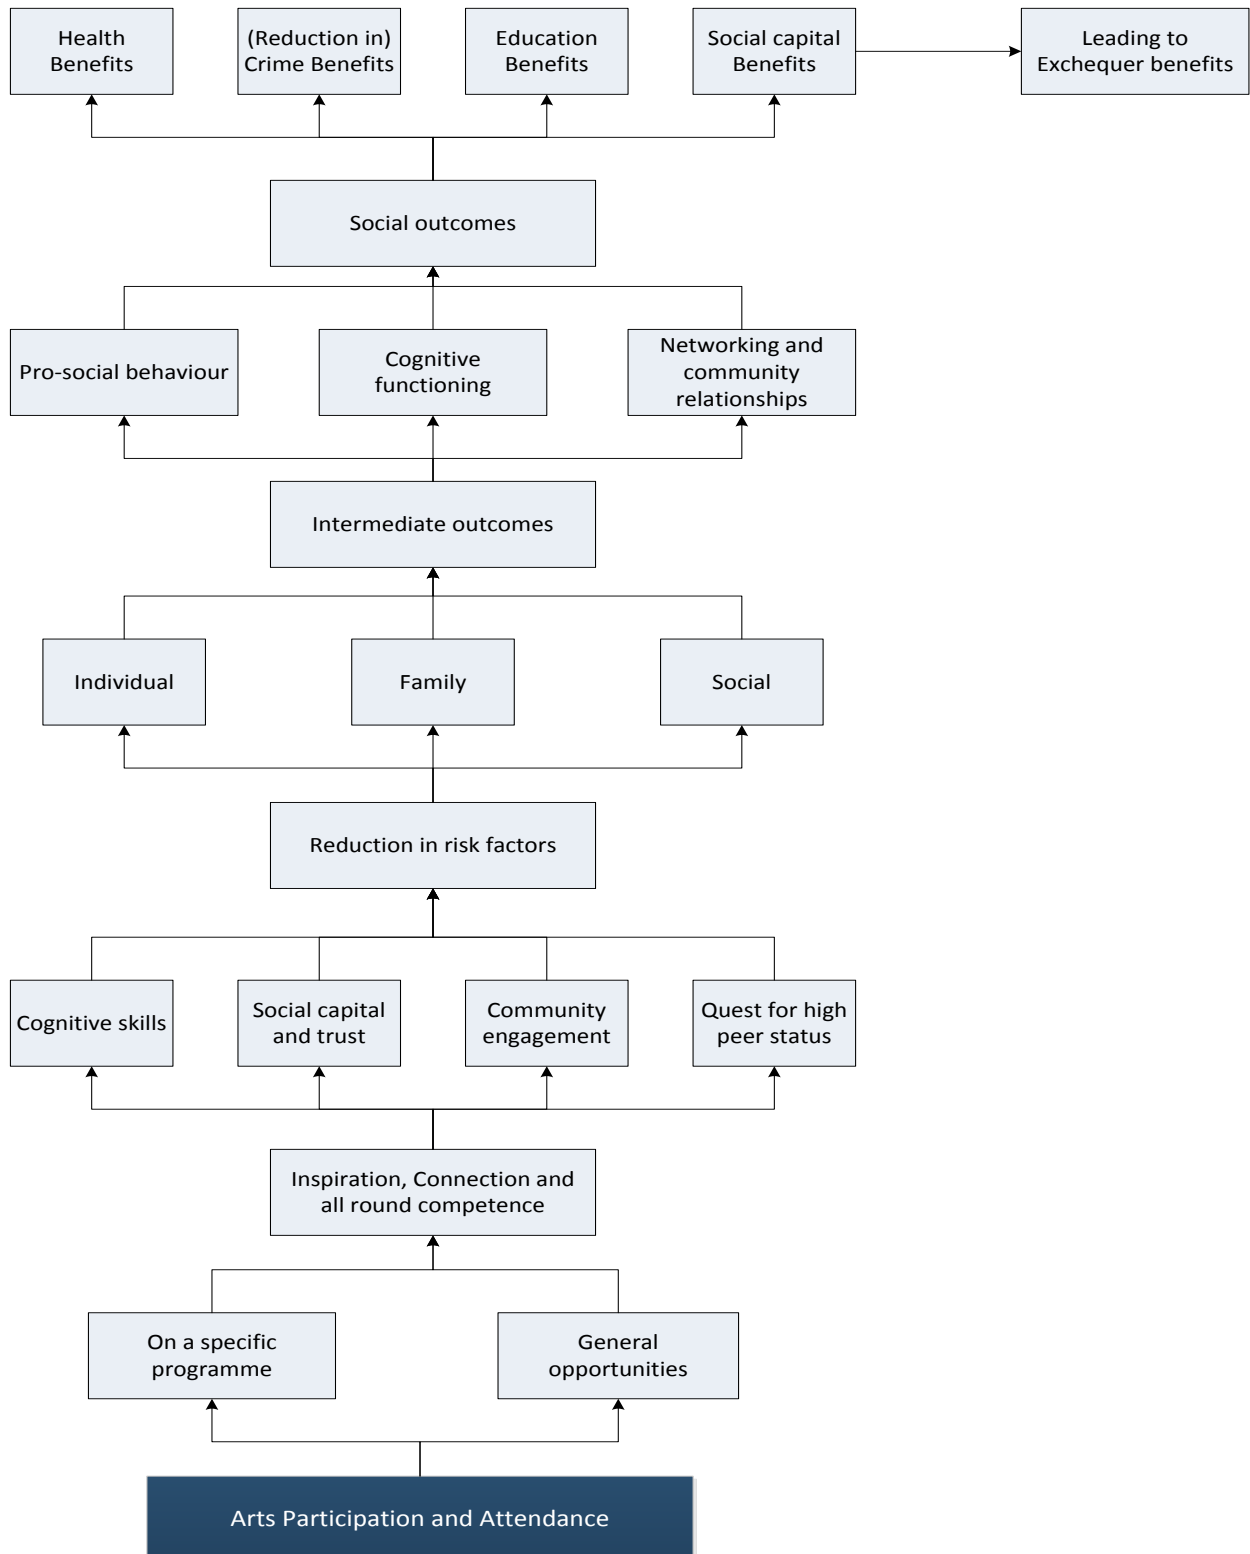 Health
Benefits
(Reduction in)
Crime Benefits
Education
Benefits
Social capital
Benefits
Leading to
Exchequer benefits
Social outcomes
Pro-social behaviour
Cognitive
functioning
Networking and
community
relationships
Intermediate outcomes
Individual
Family
Social
Reduction in risk factors
Cognitive skills
Social capital
and trust
Community
engagement
Quest for high
peer status
Inspiration, Connection and
all round competence
On a specific
programme
General
opportunities
Arts Participation and Attendance